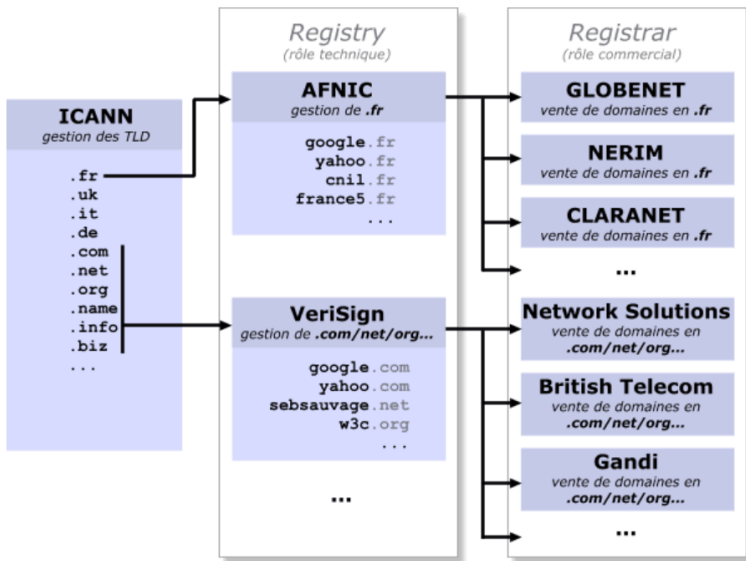 ICANN
gestion des TLD
.fr
.uk
.it
.de
.com
.net
.org
.name
.info
.biz
...
Registry
(rôle technique)
AFNIC
gestion de .fr
google.fr
yahoo.fr
cnil.fr
france5.fr
...
VeriSign
gestion de .com/net/org...
google.com
yahoo.com
sebsauvage.net
w3c.org
...
...
Registrar
(rôle commercial)
GLOBENET
vente de domaines en .fr
NERIM
vente de domaines en .fr
CLARANET
vente de domaines en .fr
...
Network Solutions
vente de domaines en
.com/net/org...
British Telecom
vente de domaines en
.com/net/org...
Gandi
vente de domaines en
.com/net/org...
...